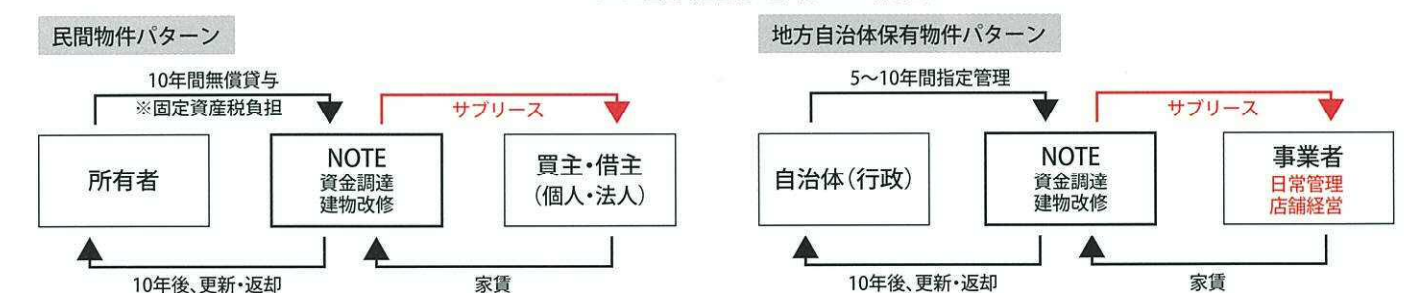 民間物件パターン
10年間無償貸与
※固定資産税負担
サブリース
所有者
NOTE
資金調達
建物改修
買主・借主
(個人・法人)
10年後、更新・返却
家賃
地方自治体保有物件パターン
5～10年間指定管理
サブリース
自治体(行政)
NOTE
資金調達
建物改修
事業者
日常管理
店舗経営
10年後、更新・返却
家賃